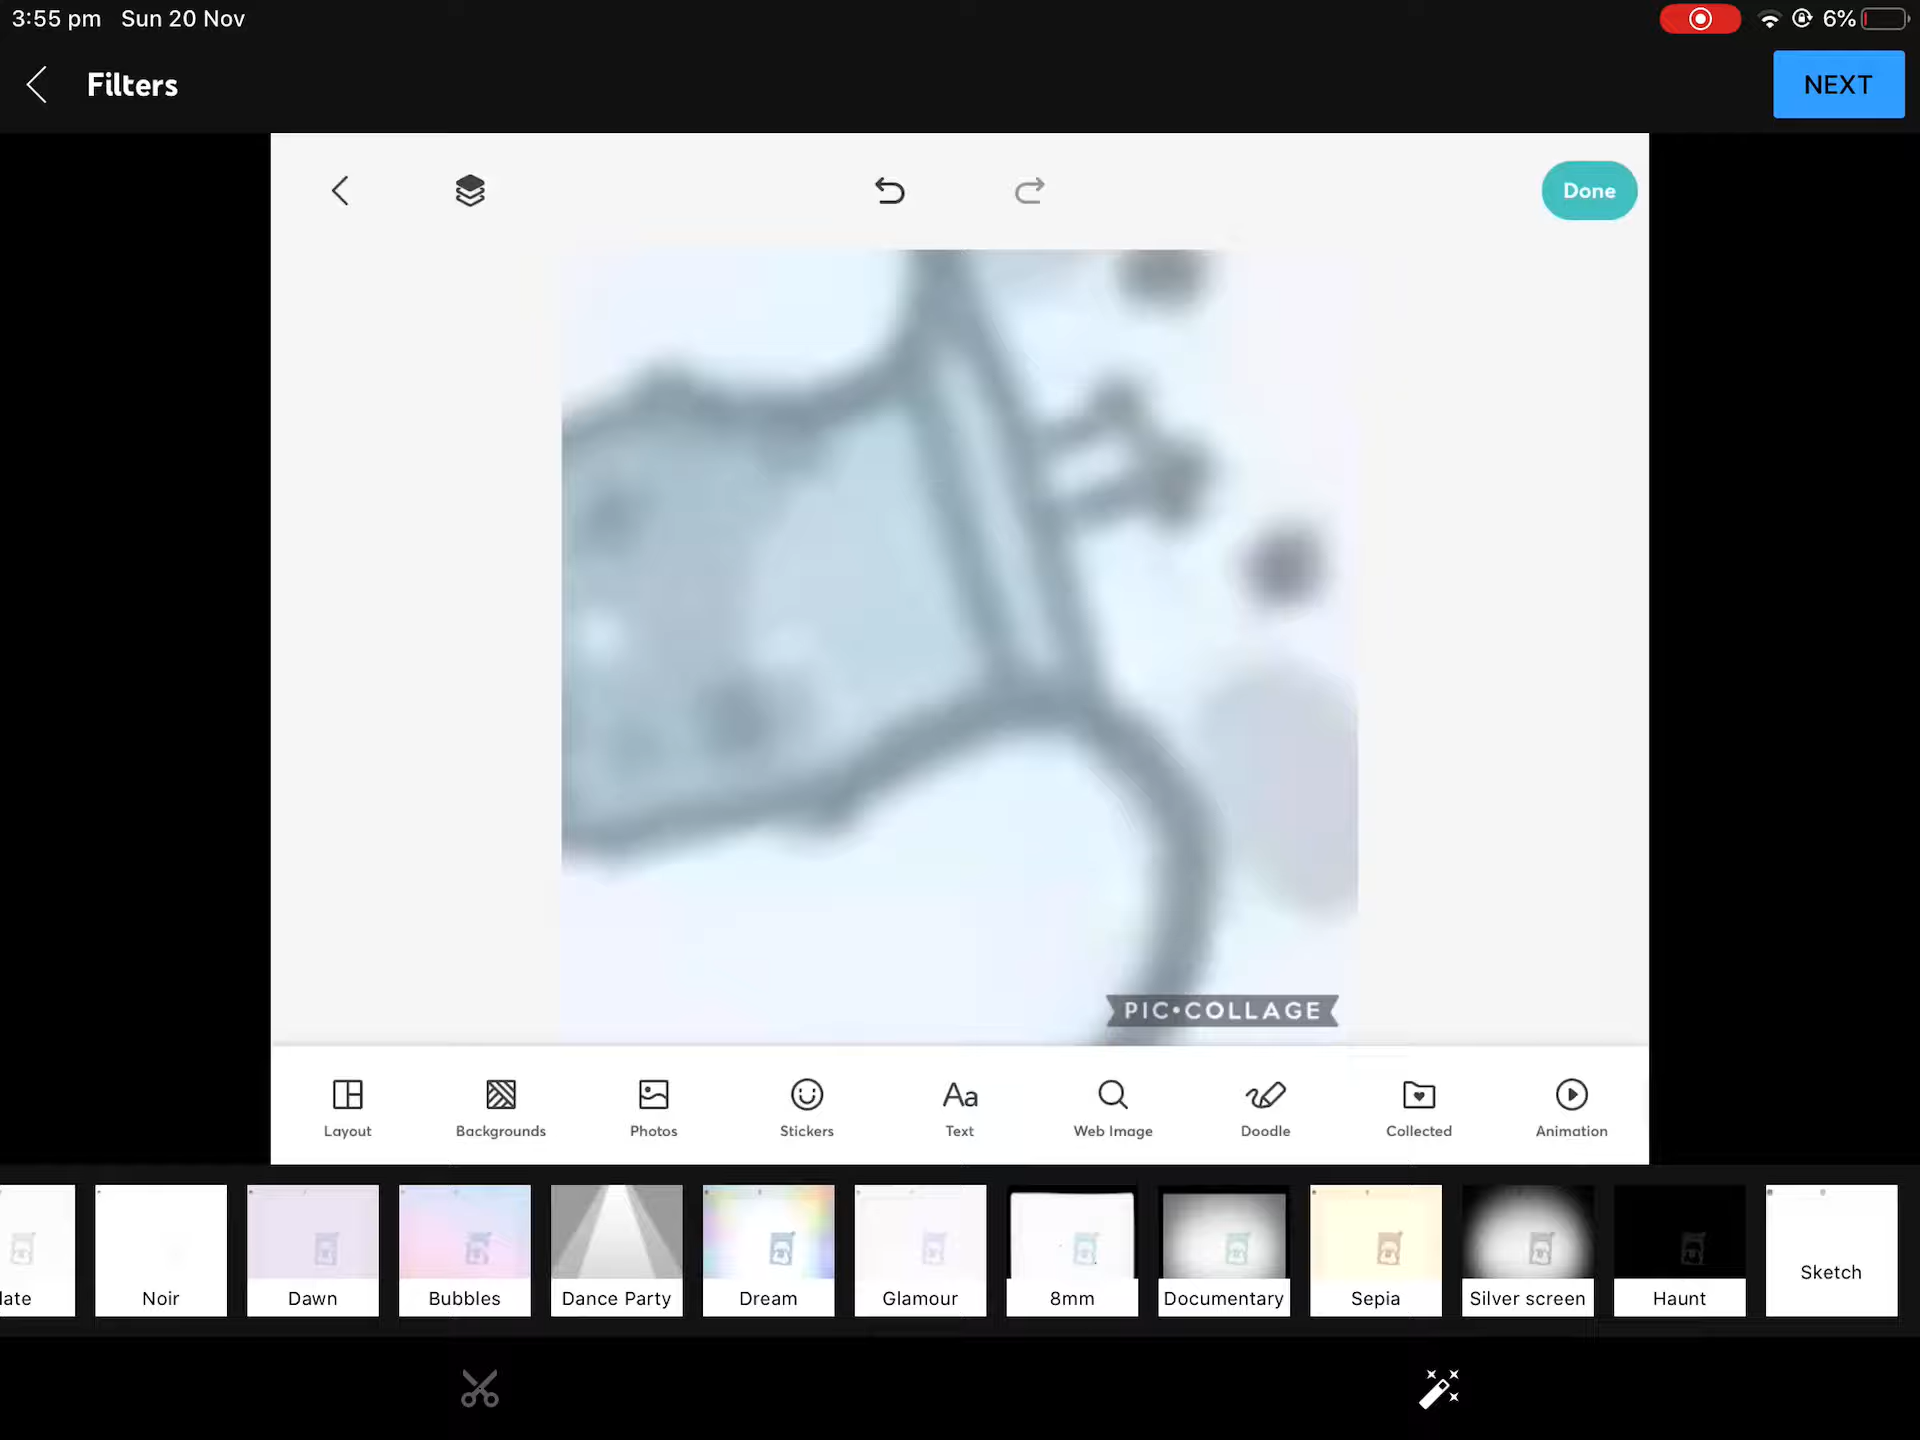 3:55 pm Sun 20 Nov
6%
Filters
NEXT
Done
PIC•COLLAGE
Layout
Backgrounds
Photos
Stickers
Text
Web Image
Doodle
Collected
Animation
late
Noir
Dawn
Bubbles
Dance Party
Dream
Glamour
8mm
Documentary
Sepia
Silver screen
Haunt
Sketch